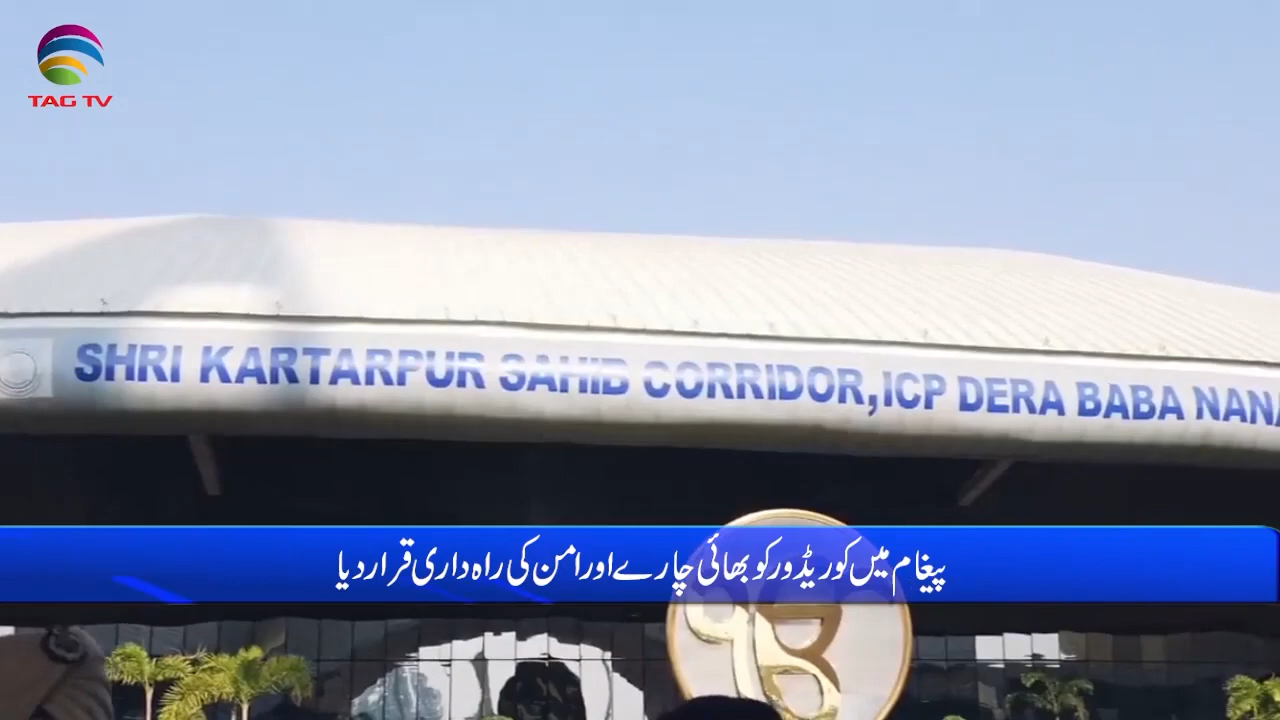 TAG TV
SHRI KARTARPUR SAHIB CORRIDOR,ICP DERA BABA NANA
پیغام میں کوریڈور کو بھائی چارے اور امن کی راہ داری قرار دیا